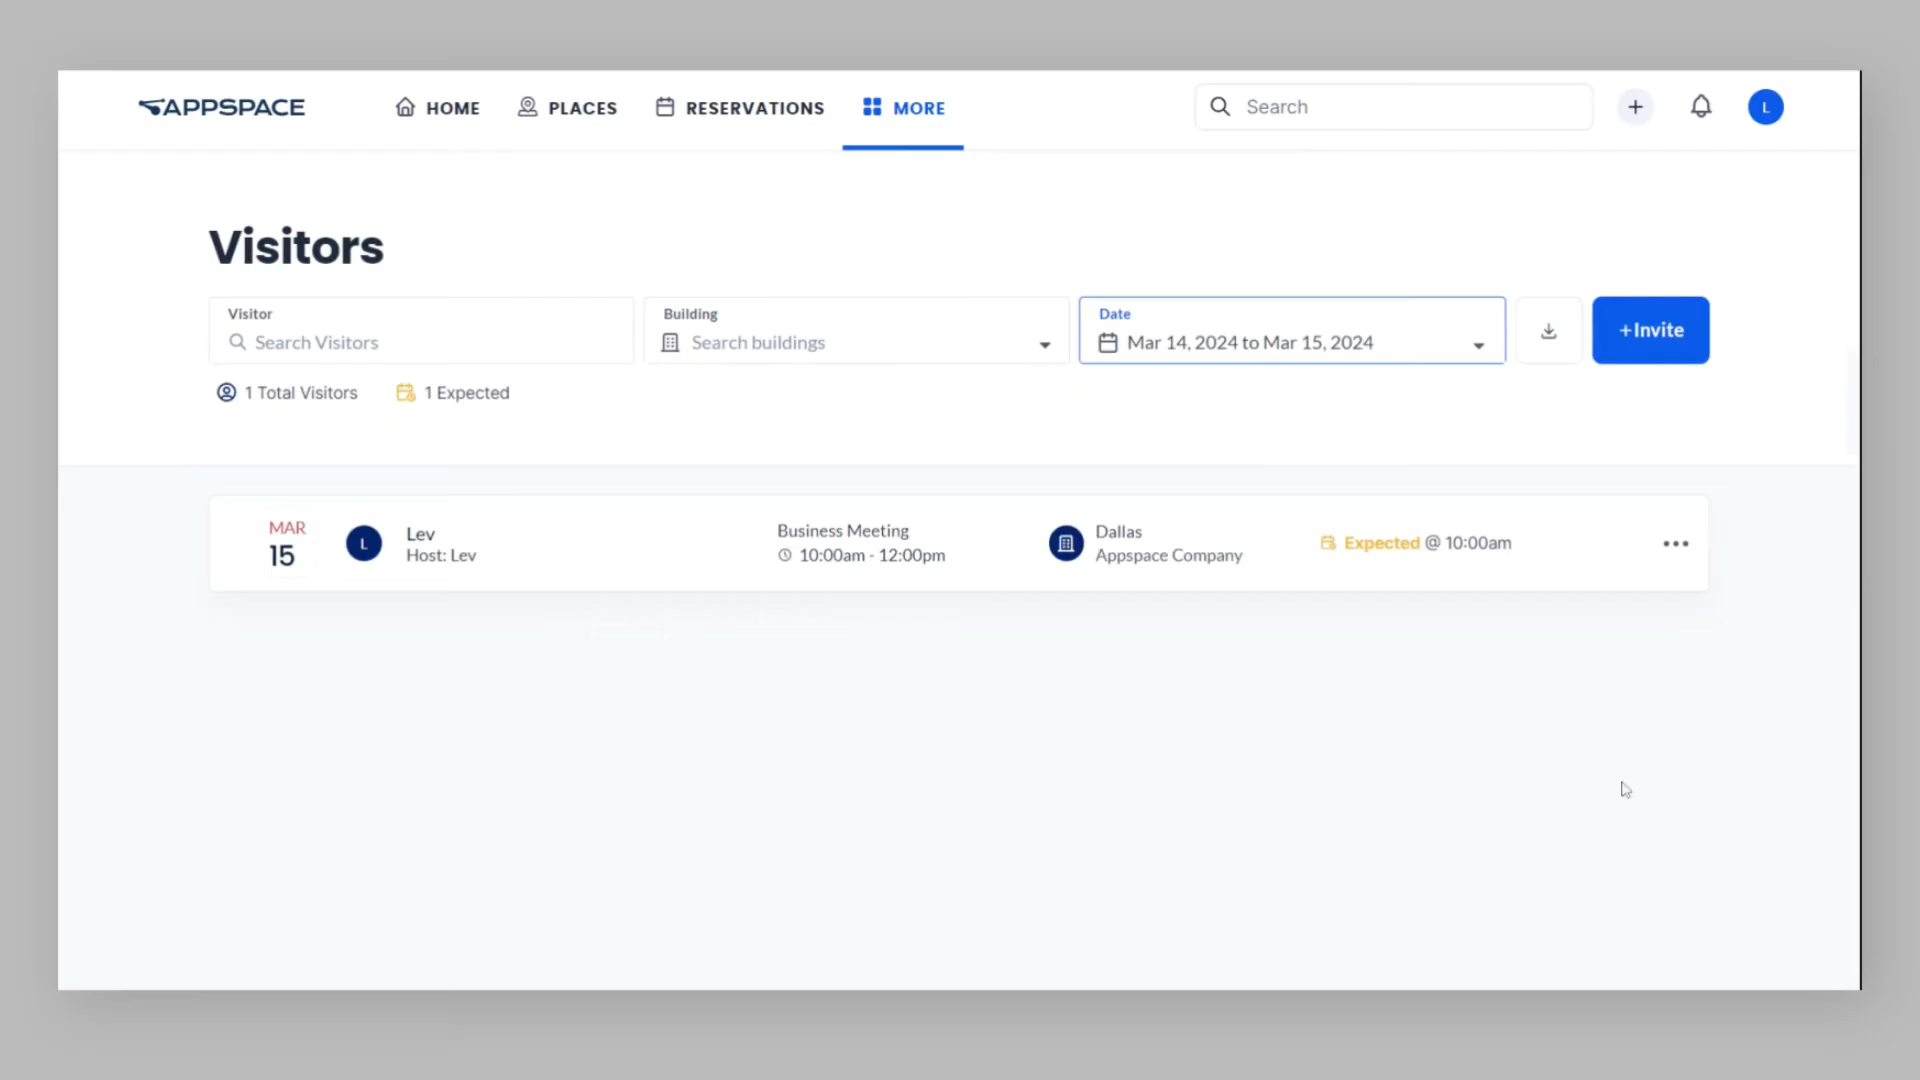 APPSPACE
HOME
PLACES
RESERVATIONS
MORE
Search
L
Visitors
Visitor
Search Visitors
Building
Search buildings
Date
Mar 14, 2024 to Mar 15, 2024
+Invite
1 Total Visitors
1 Expected
MAR
15
L
Lev
Host: Lev
Business Meeting
10:00am - 12:00pm
Dallas
Appspace Company
Expected @ 10:00am